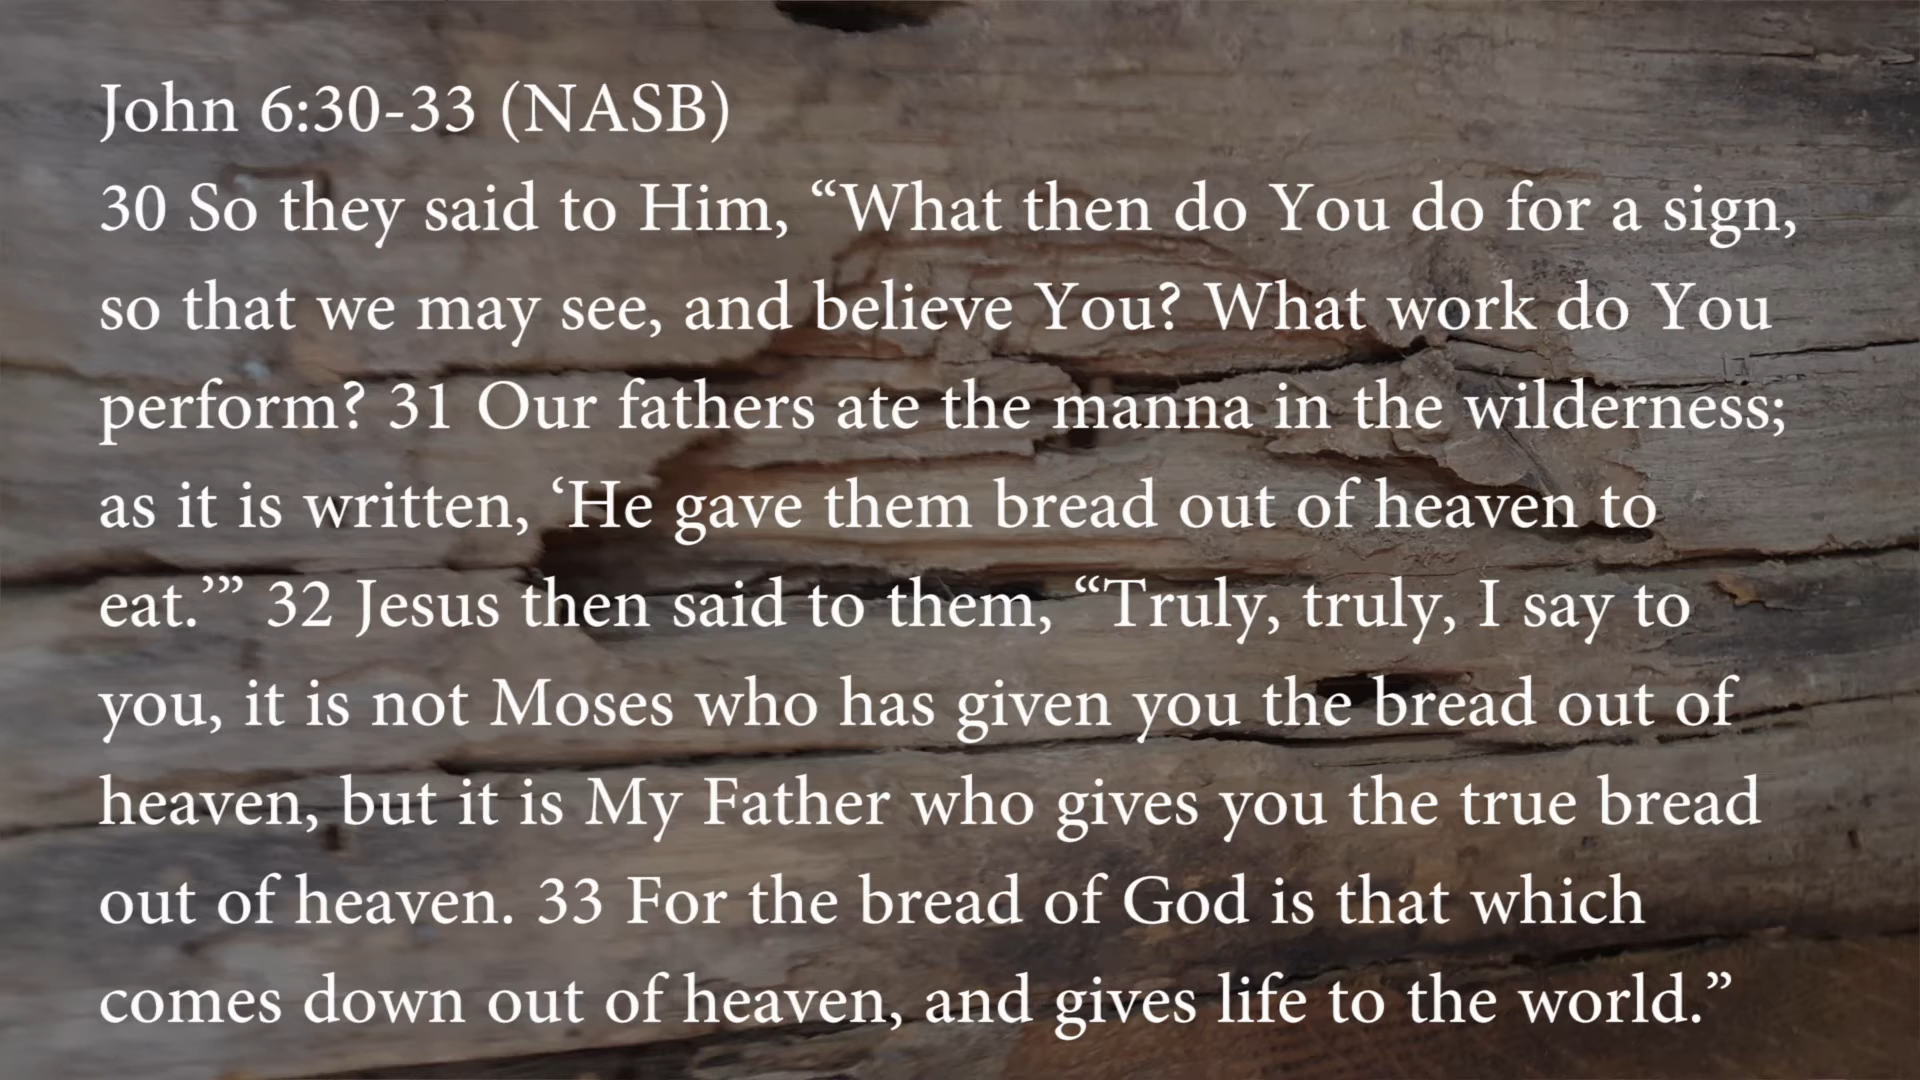 John 6:30-33 (NASB)
30 So they said to Him, “What then do You do for a sign,
so that we may see, and believe You? What work do You
perform? 31 Our fathers ate the manna in the wilderness;
as it is written, ‘He gave them bread out of heaven to
eat.’” 32 Jesus then said to them, “Truly, truly, I say to
you, it is not Moses who has given you the bread out of
heaven, but it is My Father who gives you the true bread
out of heaven. 33 For the bread of God is that which
comes down out of heaven, and gives life to the world.”